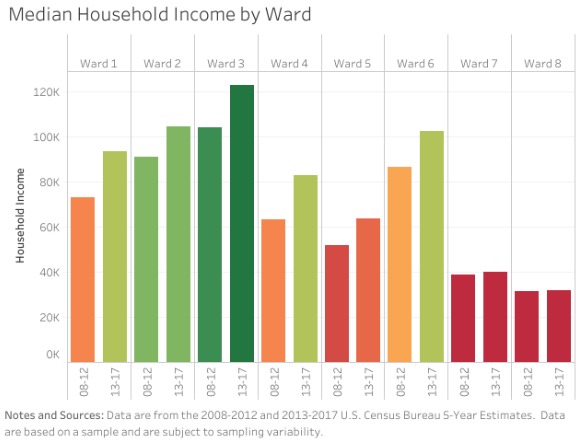 Median Household Income by Ward
Ward 1 Ward 2 Ward 3 Ward 4 Ward 5 Ward 6 Ward 7 Ward 8
Household Income
120K
100K
80K
60K
40K
20K
0K
08-12 13-17 08-12 13-17 08-12 13-17 08-12 13-17 08-12 13-17 08-12 13-17 08-12 13-17 08-12 13-17
Notes and Sources: Data are from the 2008-2012 and 2013-2017 U.S. Census Bureau 5-Year Estimates. Data
are based on a sample and are subject to sampling variability.